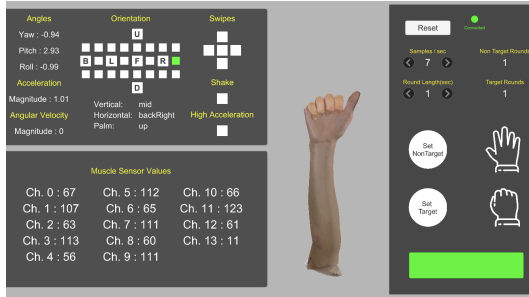 Angles
Yaw : -0.94
Pitch : 2.93
Roll : -0.99
Acceleration
Magnitude : 1.01
Angular Velocity
Magnitude : 0
Orientation
U
B L F R
D
Vertical: mid
Horizontal: backRight
Palm: up
Swipes
Shake
High Acceleration
Muscle Sensor Values
Ch. 0 : 67
Ch. 1 : 107
Ch. 2 : 63
Ch. 3 : 113
Ch. 4 : 56
Ch. 5 : 112
Ch. 6 : 65
Ch. 7 : 111
Ch. 8 : 60
Ch. 9 : 111
Ch. 10 : 66
Ch. 11 : 123
Ch. 12 : 61
Ch. 13 : 11
Reset
Connected
Samples / sec
7
Non Target Rounds
1
Round Length(sec)
1
Target Rounds
1
Set
NonTarget
Set
Target